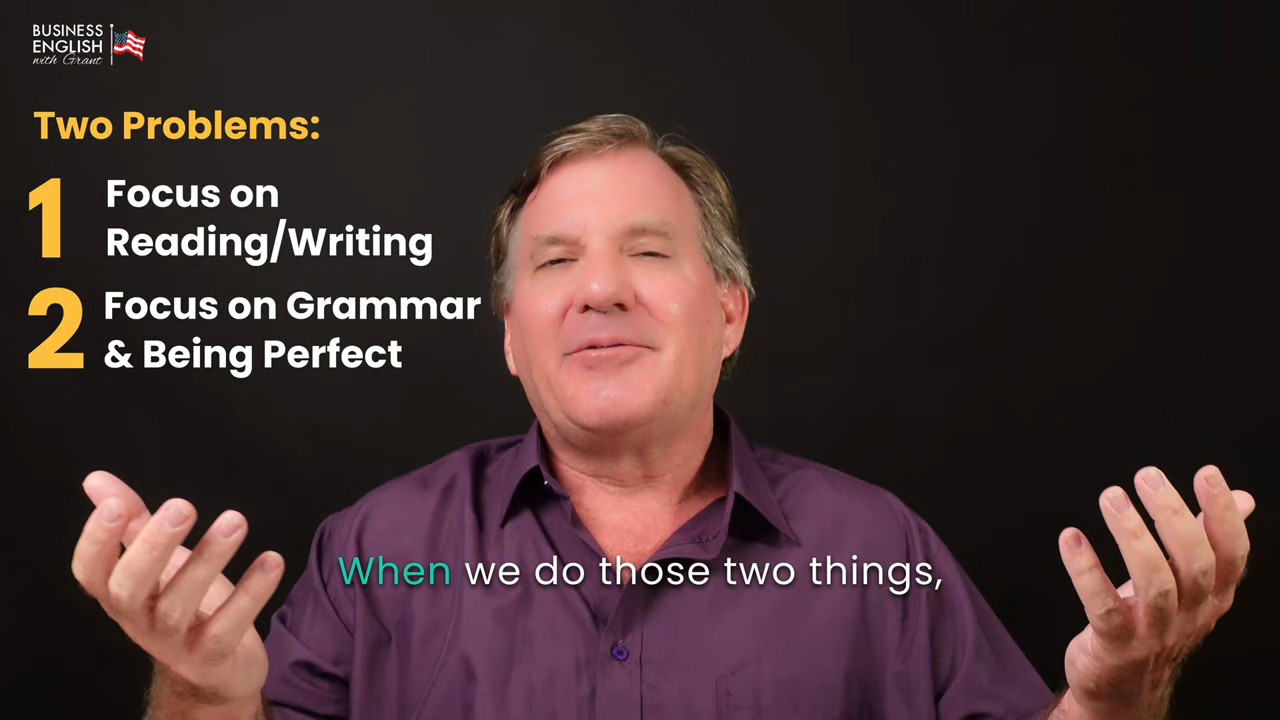 BUSINESS
ENGLISH
with Grant
Two Problems:
1 Focus on
Reading/Writing
2 Focus on Grammar
& Being Perfect
When we do those two things,